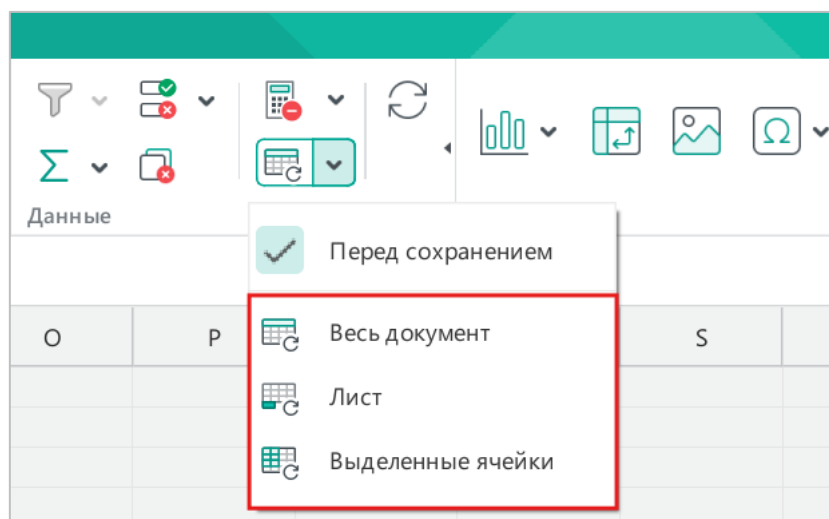 Данные
Перед сохранением
O P S
Весь документ
Лист
Выделенные ячейки